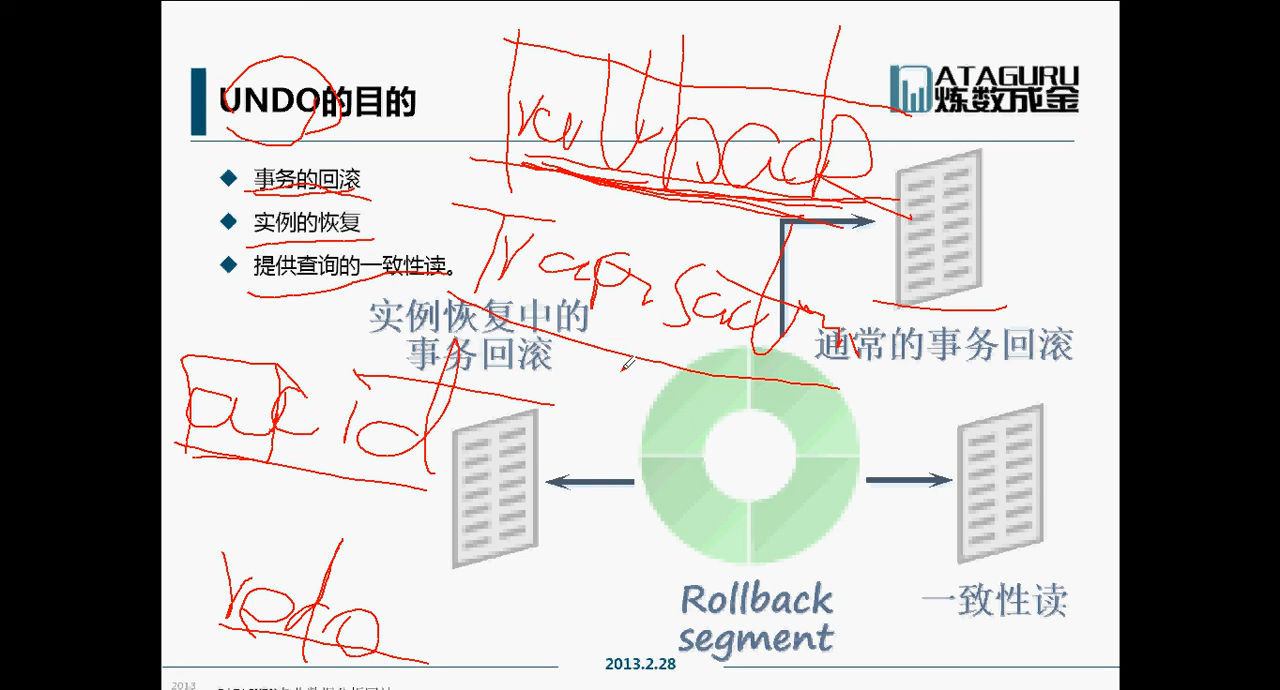 UNDO的目的
ATAGURU
炼数成金
事务的回滚
实例的恢复
提供查询的一致性读。
实例恢复中的
事务回滚
通常的事务回滚
acid
redo
Rollback
segment
一致性读
2013.2.28
2013